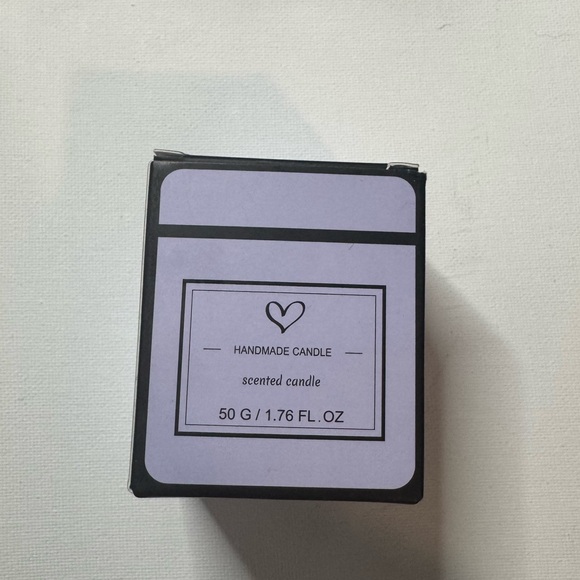 HANDMADE CANDLE
scented candle
50 G / 1.76 FL.OZ